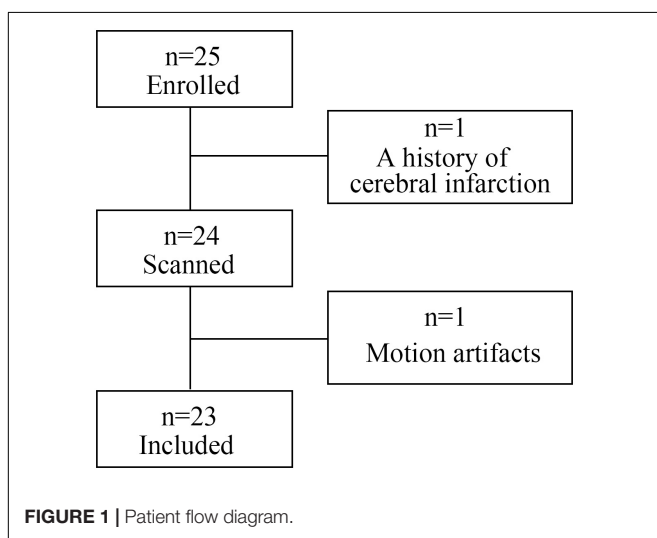 n=25
Enrolled
n=1
A history of
cerebral infarction
n=24
Scanned
n=1
Motion artifacts
n=23
Included
FIGURE 1 | Patient flow diagram.